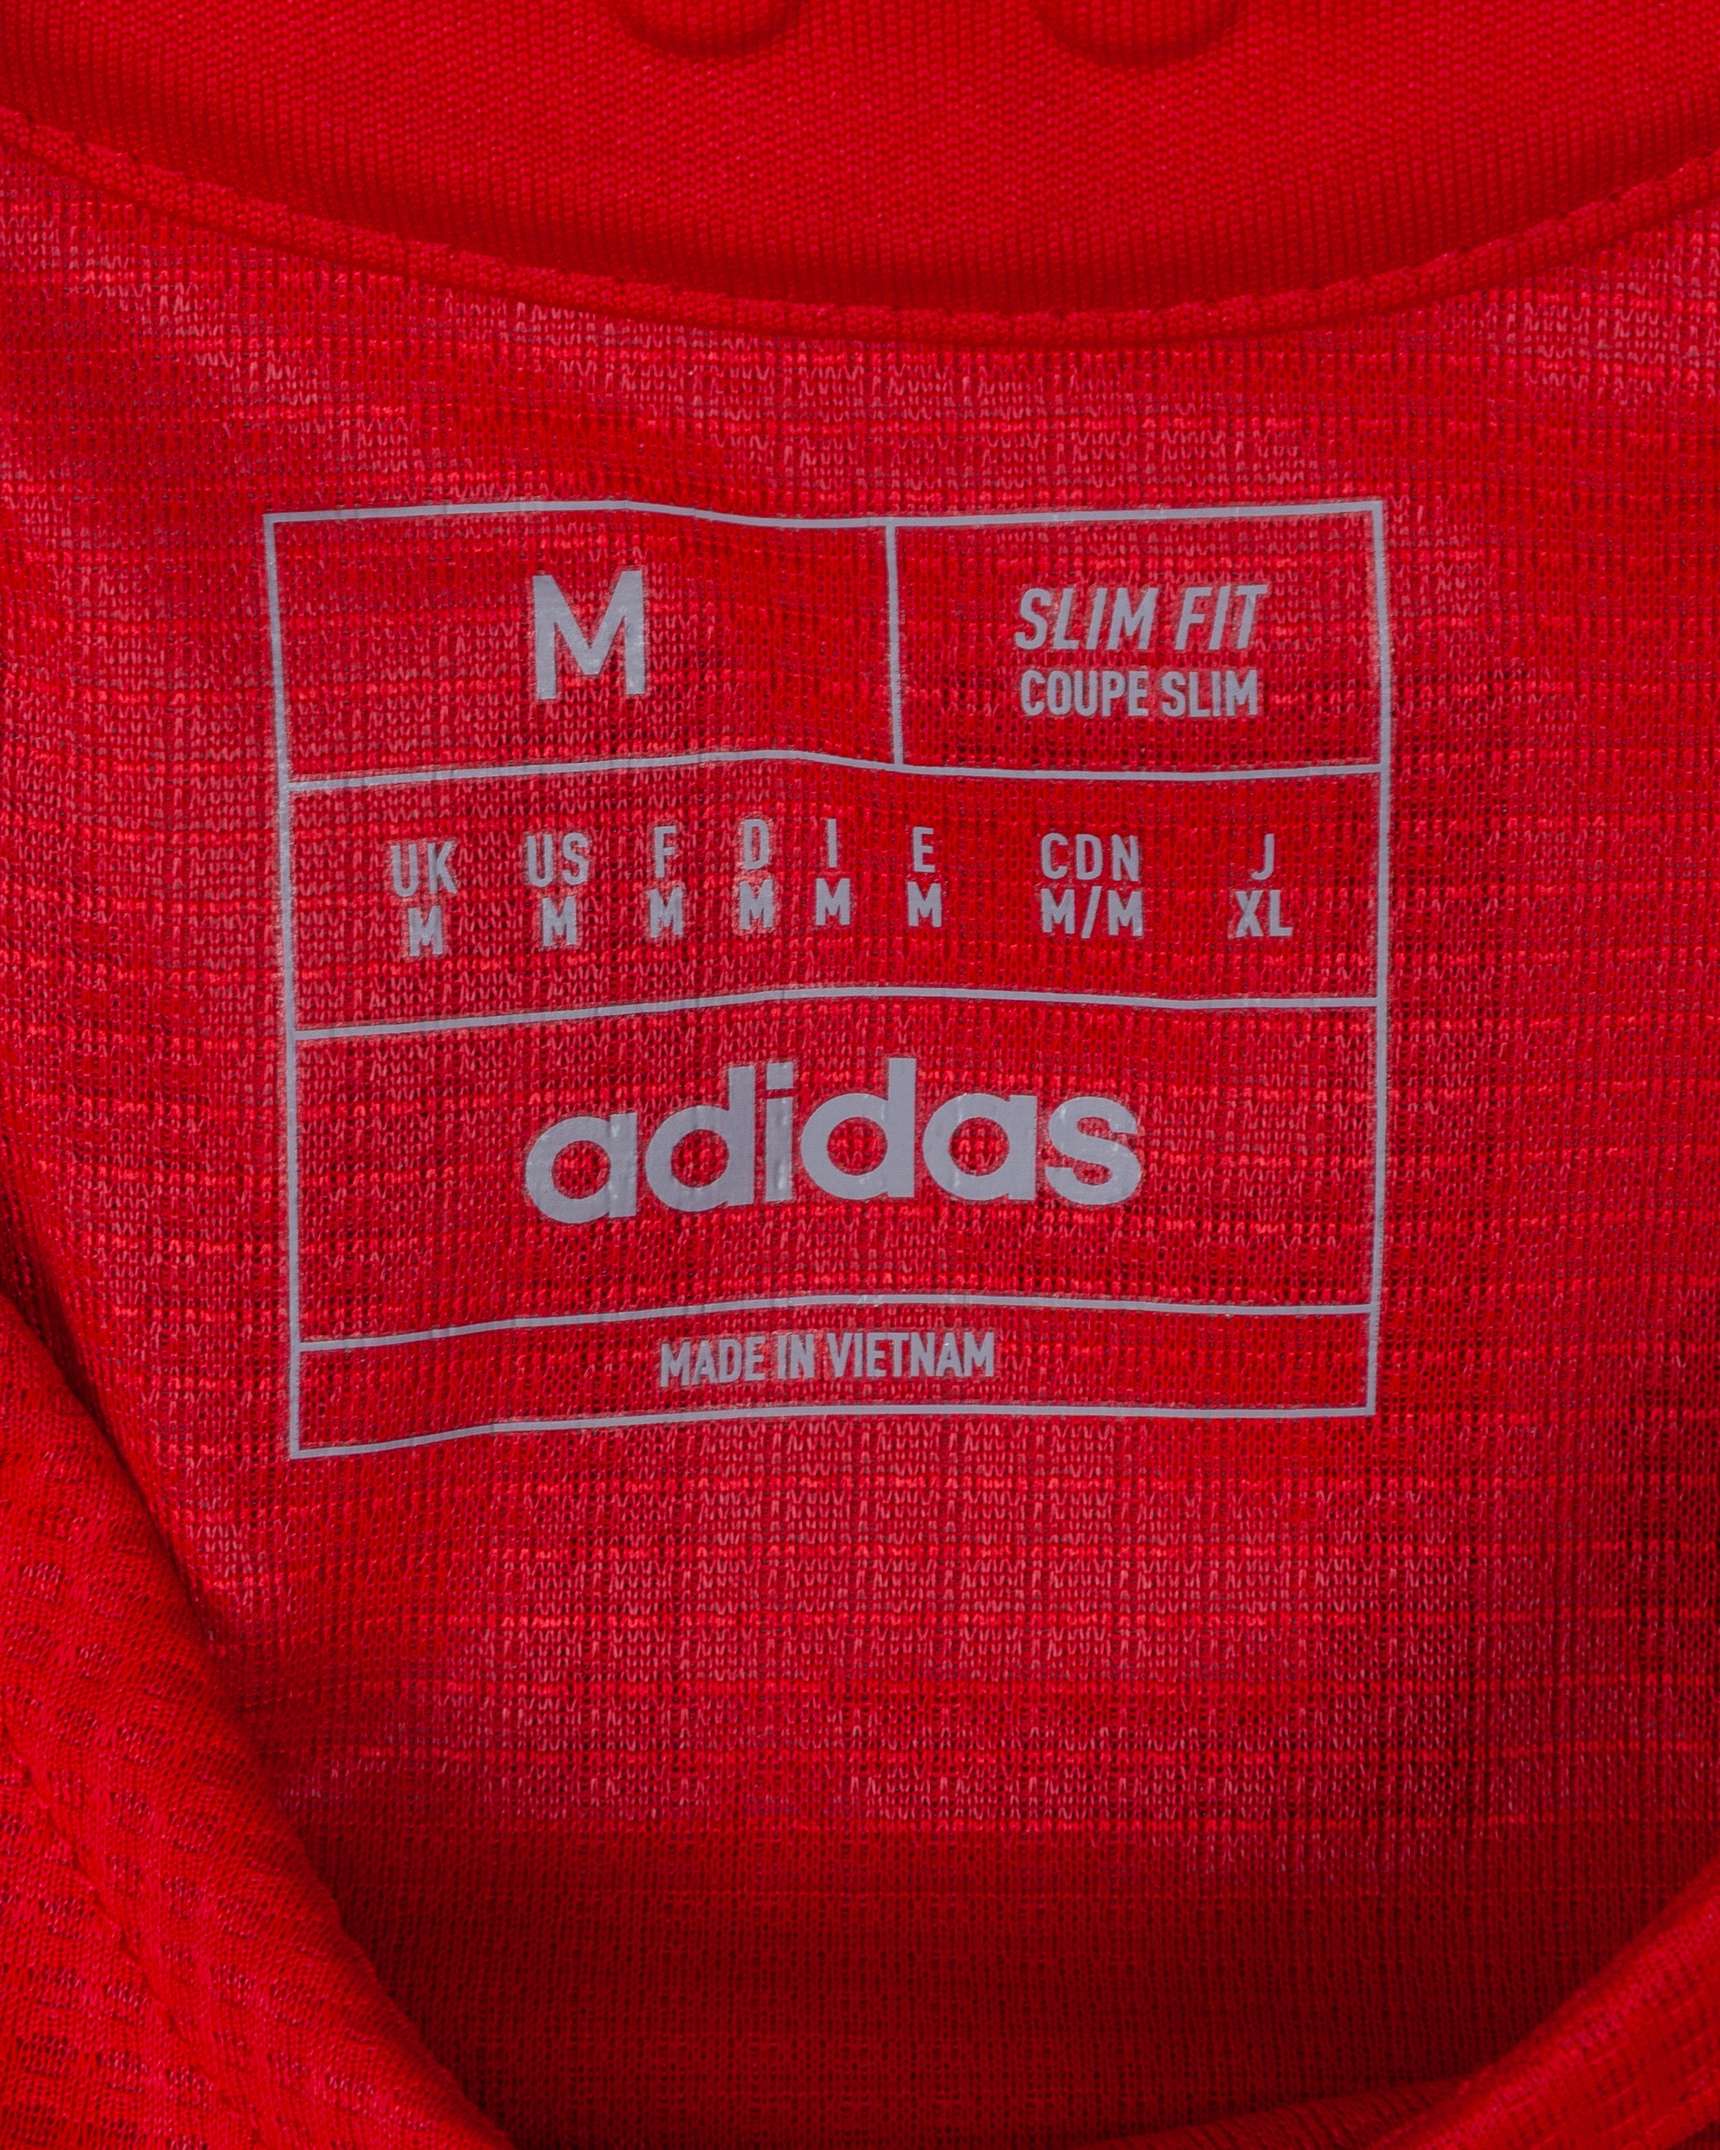 M
SLIM FIT
COUPE SLIM
UK US F D I E CDN J
M M M M M M M/M XL
adidas
MADE IN VIETNAM